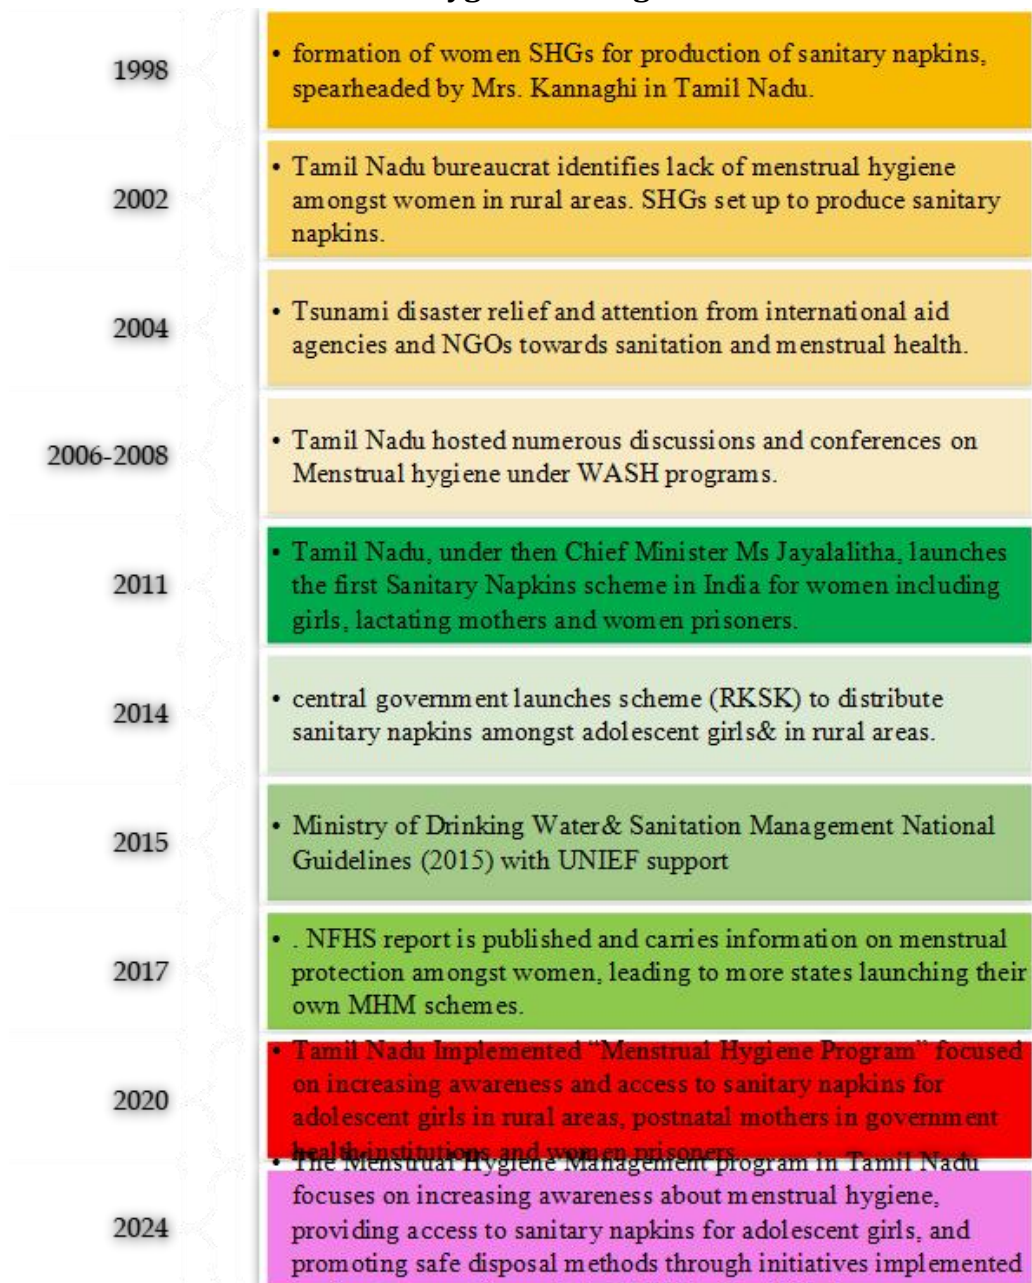 1998
• formation of women SHGs for production of sanitary napkins,
spearheaded by Mrs. Kannaghi in Tamil Nadu.
2002
• Tamil Nadu bureaucrat identifies lack of menstrual hygiene
amongst women in rural areas. SHGs set up to produce sanitary
napkins.
2004
• Tsunami disaster relief and attention from international aid
agencies and NGOs towards sanitation and menstrual health.
2006-2008
• Tamil Nadu hosted numerous discussions and conferences on
Menstrual hygiene under WASH programs.
2011
• Tamil Nadu, under then Chief Minister Ms Jayalalitha, launches
the first Sanitary Napkins scheme in India for women including
girls, lactating mothers and women prisoners.
2014
• central government launches scheme (RKSK) to distribute
sanitary napkins amongst adolescent girls& in rural areas.
2015
• Ministry of Drinking Water& Sanitation Management National
Guidelines (2015) with UNIEF support
2017
• . NFHS report is published and carries information on menstrual
protection amongst women, leading to more states launching their
own MHM schemes.
2020
• Tamil Nadu Implemented “Menstrual Hygiene Program” focused
on increasing awareness and access to sanitary napkins for
adolescent girls in rural areas, postnatal mothers in government
health institutions and women prisoners.
2024
• The Menstrual Hygiene Management program in Tamil Nadu
focuses on increasing awareness about menstrual hygiene,
providing access to sanitary napkins for adolescent girls, and
promoting safe disposal methods through initiatives implemented